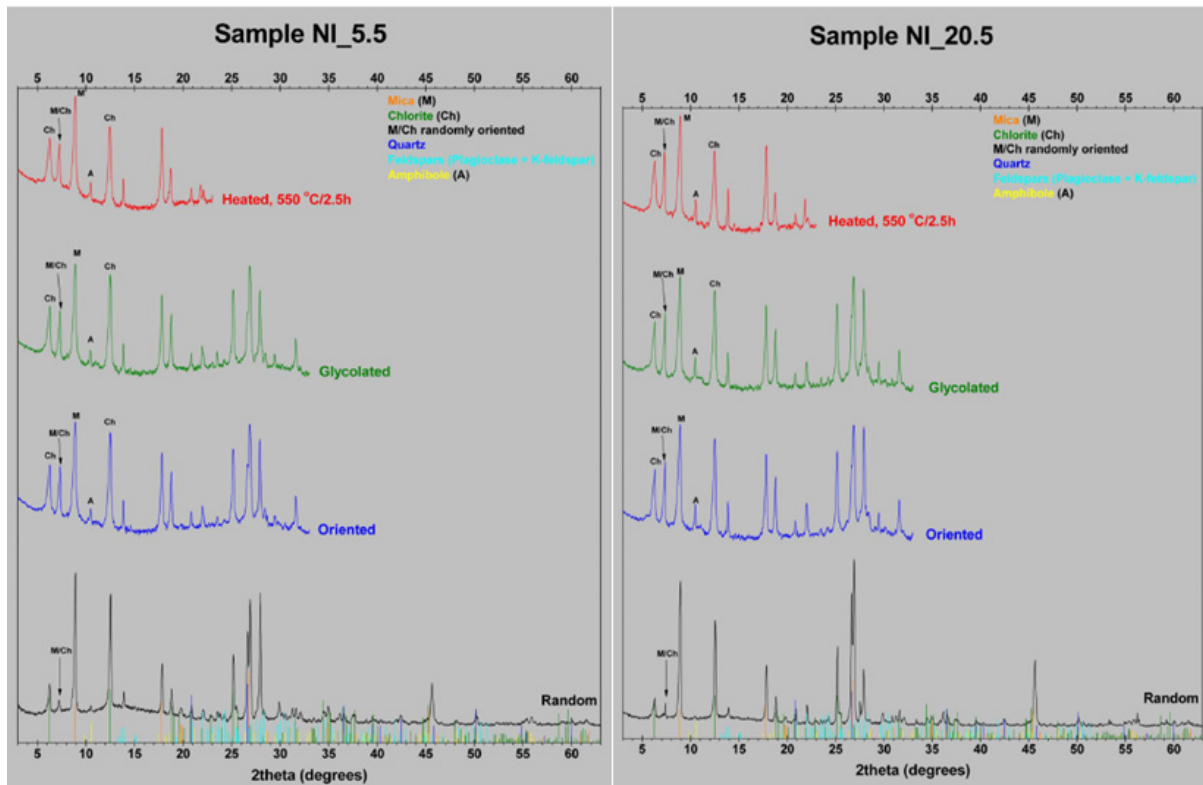 Sample NI_5.5
5 10 15 20 25 30 35 40 45 50 55 60
Mica (M)
Chlorite (Ch)
M/Ch randomly oriented
Quartz
Feldspars (Plagioclase + K-feldspar)
Amphibole (A)
M
M/Ch
Ch
Ch
A
Heated, 550 °C/2.5h
M
M/Ch
Ch
Ch
A
Glycolated
M
M/Ch
Ch
Ch
A
Oriented
M/Ch
Random
5 10 15 20 25 30 35 40 45 50 55 60
2theta (degrees)
Sample NI_20.5
5 10 15 20 25 30 35 40 45 50 55 60
Mica (M)
Chlorite (Ch)
M/Ch randomly oriented
Quartz
Feldspars (Plagioclase + K-feldspar)
Amphibole (A)
M/Ch
M
Ch
Ch
A
Heated, 550 °C/2.5h
M/Ch
M
Ch
Ch
A
Glycolated
M
M/Ch
Ch
A
Oriented
M/Ch
Random
5 10 15 20 25 30 35 40 45 50 55 60
2theta (degrees)